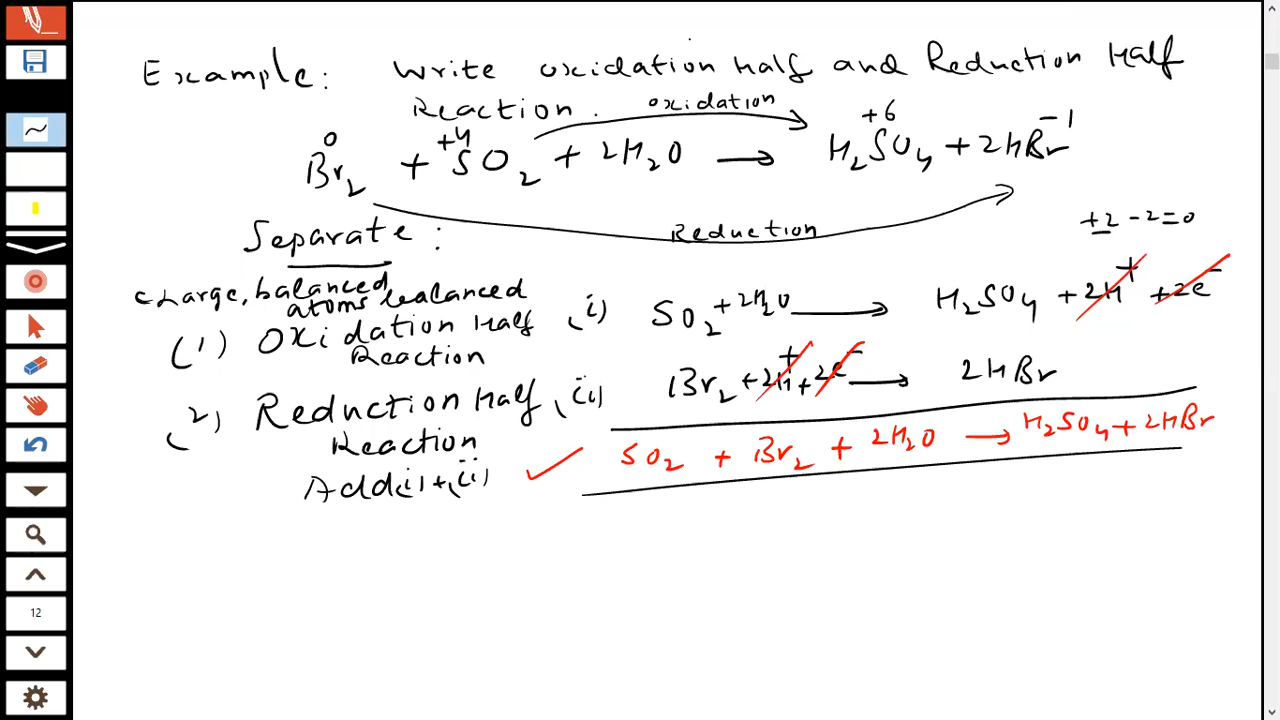 Example: Write oxidation Half and Reduction Half
Reaction. oxidation
0 +4 +6 -1
Br2 + SO2 + 2H2O → H2SO4 + 2HBr
Reduction
+2 -2 = 0
Separate:
charge, balanced
atoms balanced
(1) Oxidation Half (i) SO2 + 2H2O → H2SO4 + 2H+ + 2e-
Reaction
(2) Reduction Half (ii) Br2 + 2H+ + 2e- → 2HBr
Reaction
Add (i) + (ii) ✓ SO2 + Br2 + 2H2O → H2SO4 + 2HBr
12